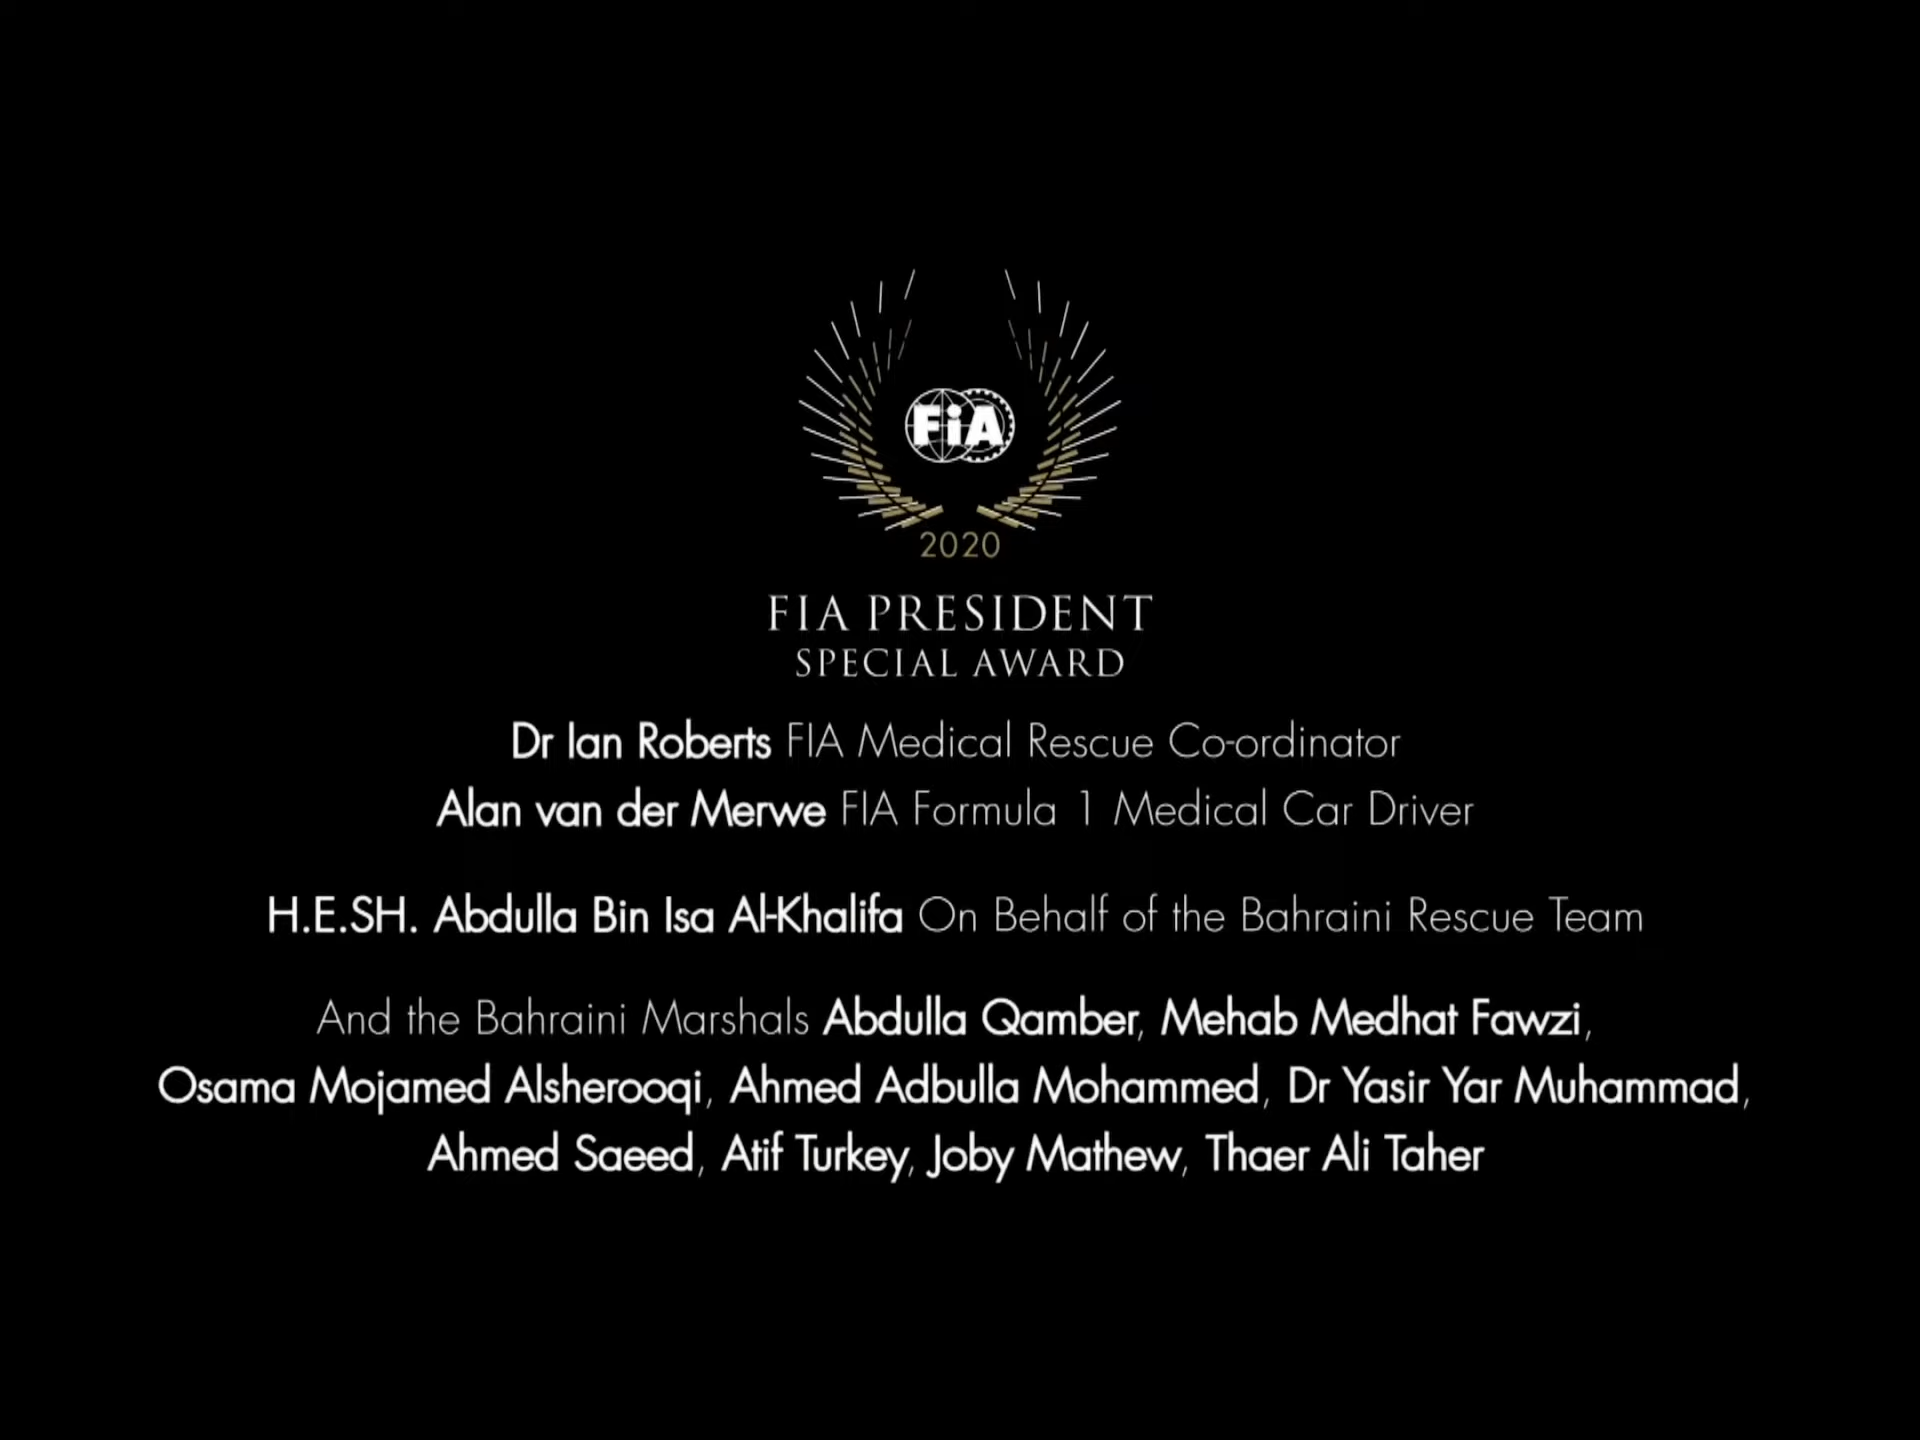 FiA
2020
FIA PRESIDENT
SPECIAL AWARD
Dr Ian Roberts FIA Medical Rescue Co-ordinator
Alan van der Merwe FIA Formula 1 Medical Car Driver
H.E.SH. Abdulla Bin Isa Al-Khalifa On Behalf of the Bahraini Rescue Team
And the Bahraini Marshals Abdulla Qamber, Mehab Medhat Fawzi,
Osama Mojamed Alsherooqi, Ahmed Adbulla Mohammed, Dr Yasir Yar Muhammad,
Ahmed Saeed, Atif Turkey, Joby Mathew, Thaer Ali Taher